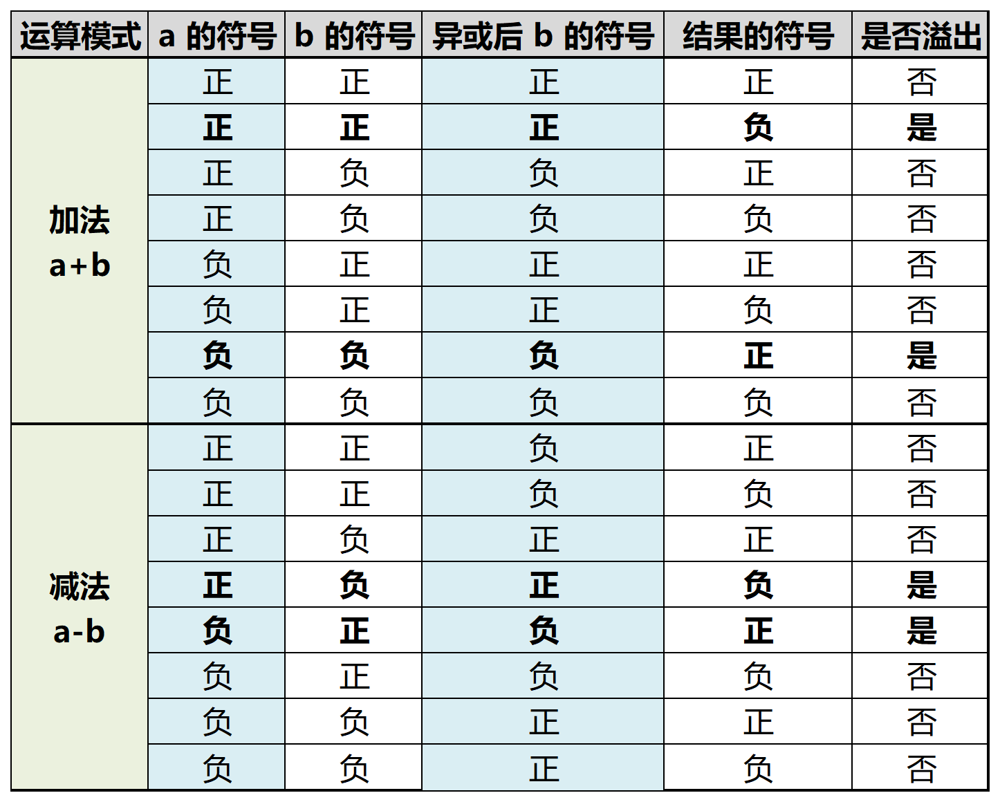 运算模式 a 的符号 b 的符号 异或后 b 的符号 结果的符号 是否溢出
加法
a+b
正 正 正 正 否
正 正 正 负 是
正 负 负 正 否
正 负 负 负 否
负 正 正 正 否
负 正 正 负 否
负 负 负 正 是
负 负 负 负 否
减法
a-b
正 正 负 正 否
正 正 负 负 否
正 负 正 正 否
正 负 正 负 是
负 正 负 正 是
负 正 负 负 否
负 负 正 正 否
负 负 正 负 否